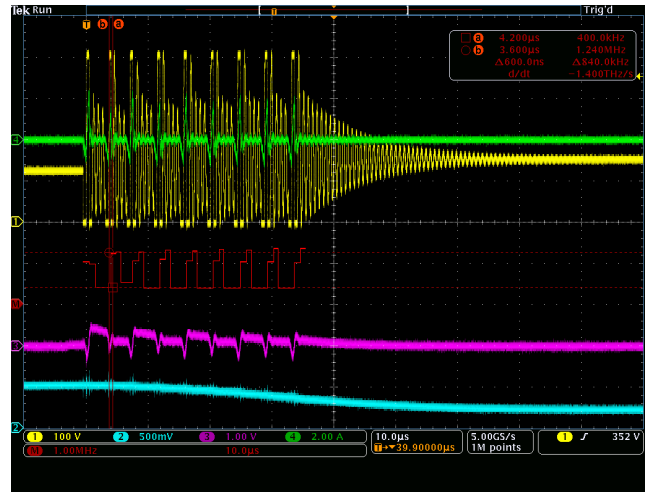 Tek Run
Trig'd
T b a
a 4.200μs 400.0kHz
b 3.600μs 1.240MHz
Δ600.0ns Δ840.0kHz
d/dt -1.400THz/s
4
1
M
3
2
1 100 V 2 500mV 3 1.00 V 4 2.00 A
M 1.00MHz 10.0μs
10.0μs
T→▼39.90000μs
5.00GS/s
1M points
1 352 V